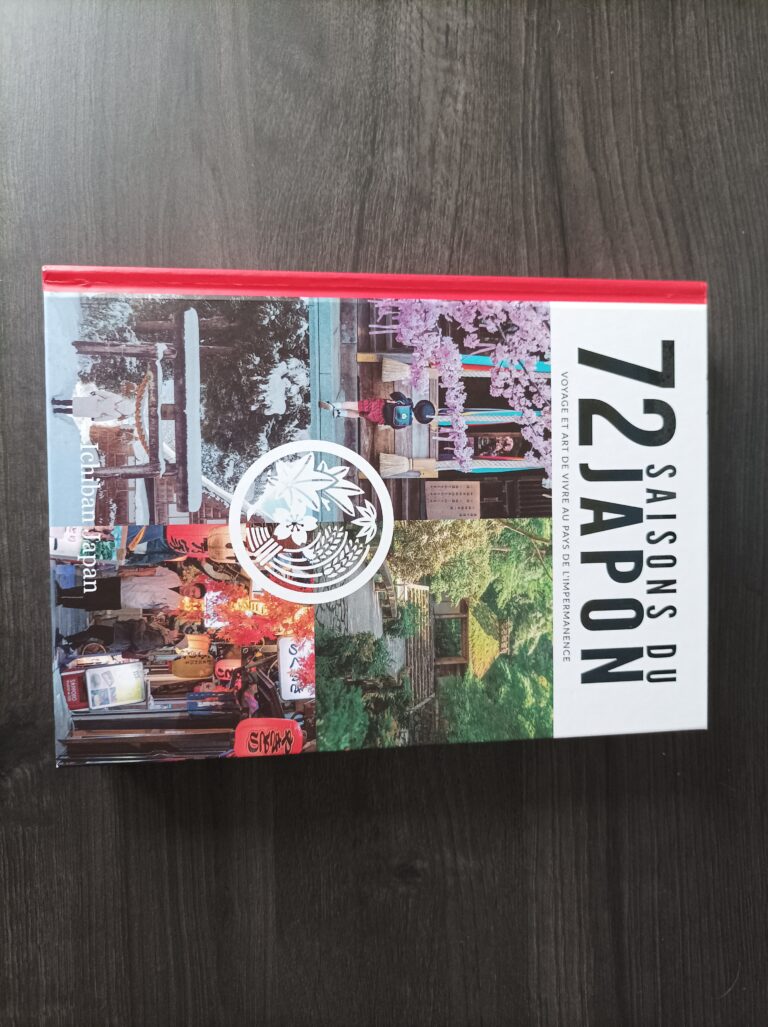 72 SAISONS DU
JAPON
VOYAGE ET ART DE VIVRE AU PAYS DE L'IMPERMANENCE
Ichiban Japan